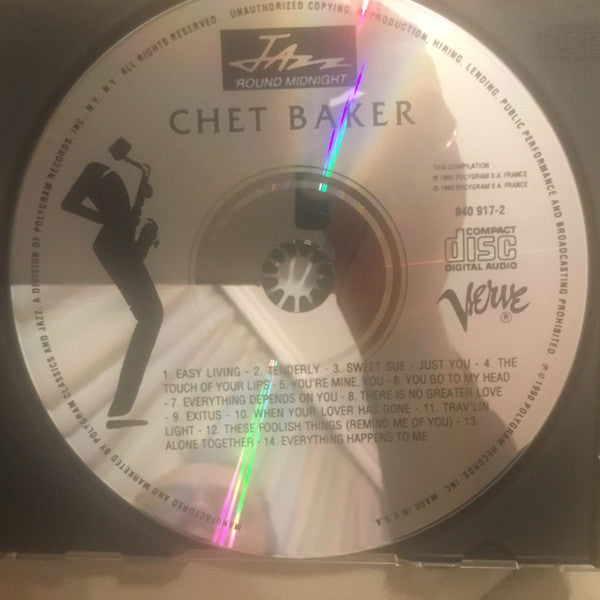 UNAUTHORIZED COPYING, REPRODUCTION, HIRING, LENDING, PUBLIC PERFORMANCE AND BROADCASTING PROHIBITED.
JAZZ
'ROUND MIDNIGHT
CHET BAKER
THIS COMPILATION
℗ 1990 POLYGRAM S.A. FRANCE
© 1990 POLYGRAM S.A. FRANCE
840 917-2
COMPACT
disc
DIGITAL AUDIO
Verve
®
1. EASY LIVING - 2. TENDERLY - 3. SWEET SUE - JUST YOU - 4. THE
TOUCH OF YOUR LIPS - 5. YOU'RE MINE, YOU - 6. YOU GO TO MY HEAD
- 7. EVERYTHING DEPENDS ON YOU - 8. THERE IS NO GREATER LOVE
- 9. EXITUS - 10. WHEN YOUR LOVER HAS GONE - 11. TRAV'LIN
LIGHT - 12. THESE FOOLISH THINGS (REMIND ME OF YOU) - 13.
ALONE TOGETHER - 14. EVERYTHING HAPPENS TO ME
℗ © 1990 POLYGRAM RECORDS, INC. MADE IN U.S.A
MANUFACTURED AND MARKETED BY POLYGRAM CLASSICS AND JAZZ, A DIVISION OF POLYGRAM RECORDS INC., N.Y. N.Y. ALL RIGHTS RESERVED.